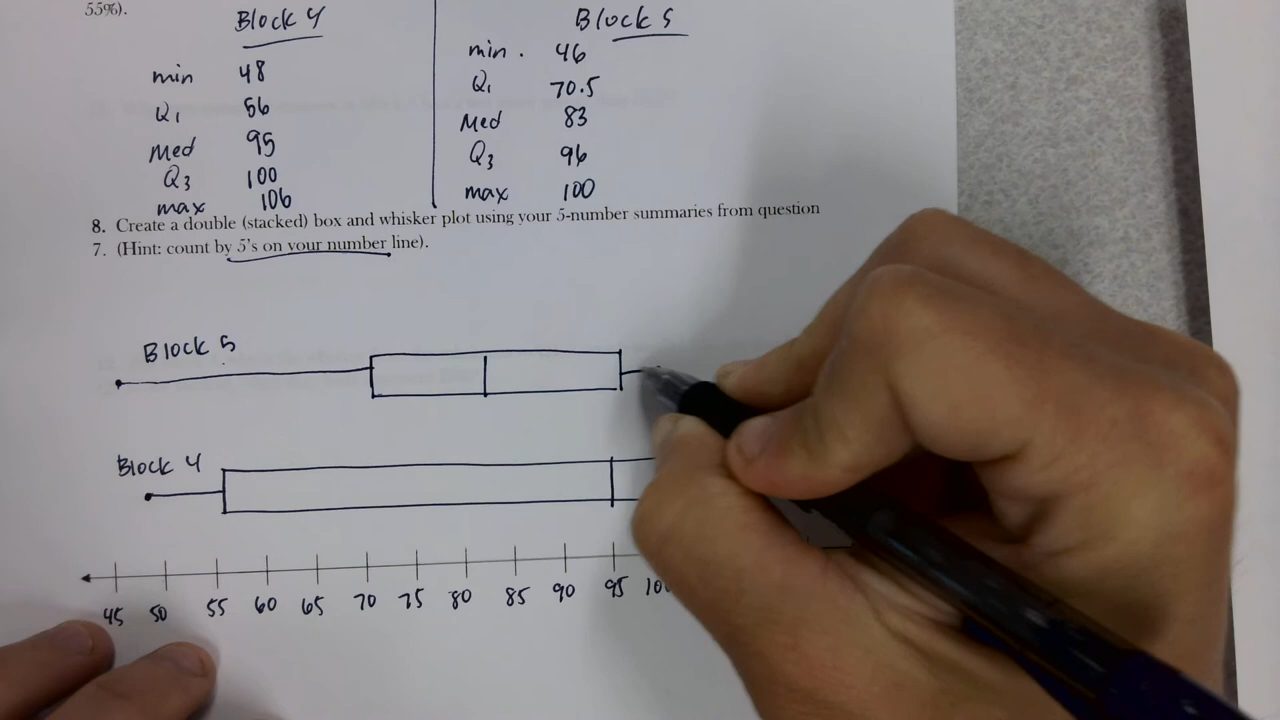 55%).
Block 4
min 48
Q1 56
Med 95
Q3 100
max 106
Block 5
min. 46
Q1 70.5
Med 83
Q3 96
max 100
8. Create a double (stacked) box and whisker plot using your 5-number summaries from question
7. (Hint: count by 5's on your number line).
Block 5
Block 4
45 50 55 60 65 70 75 80 85 90 95 100